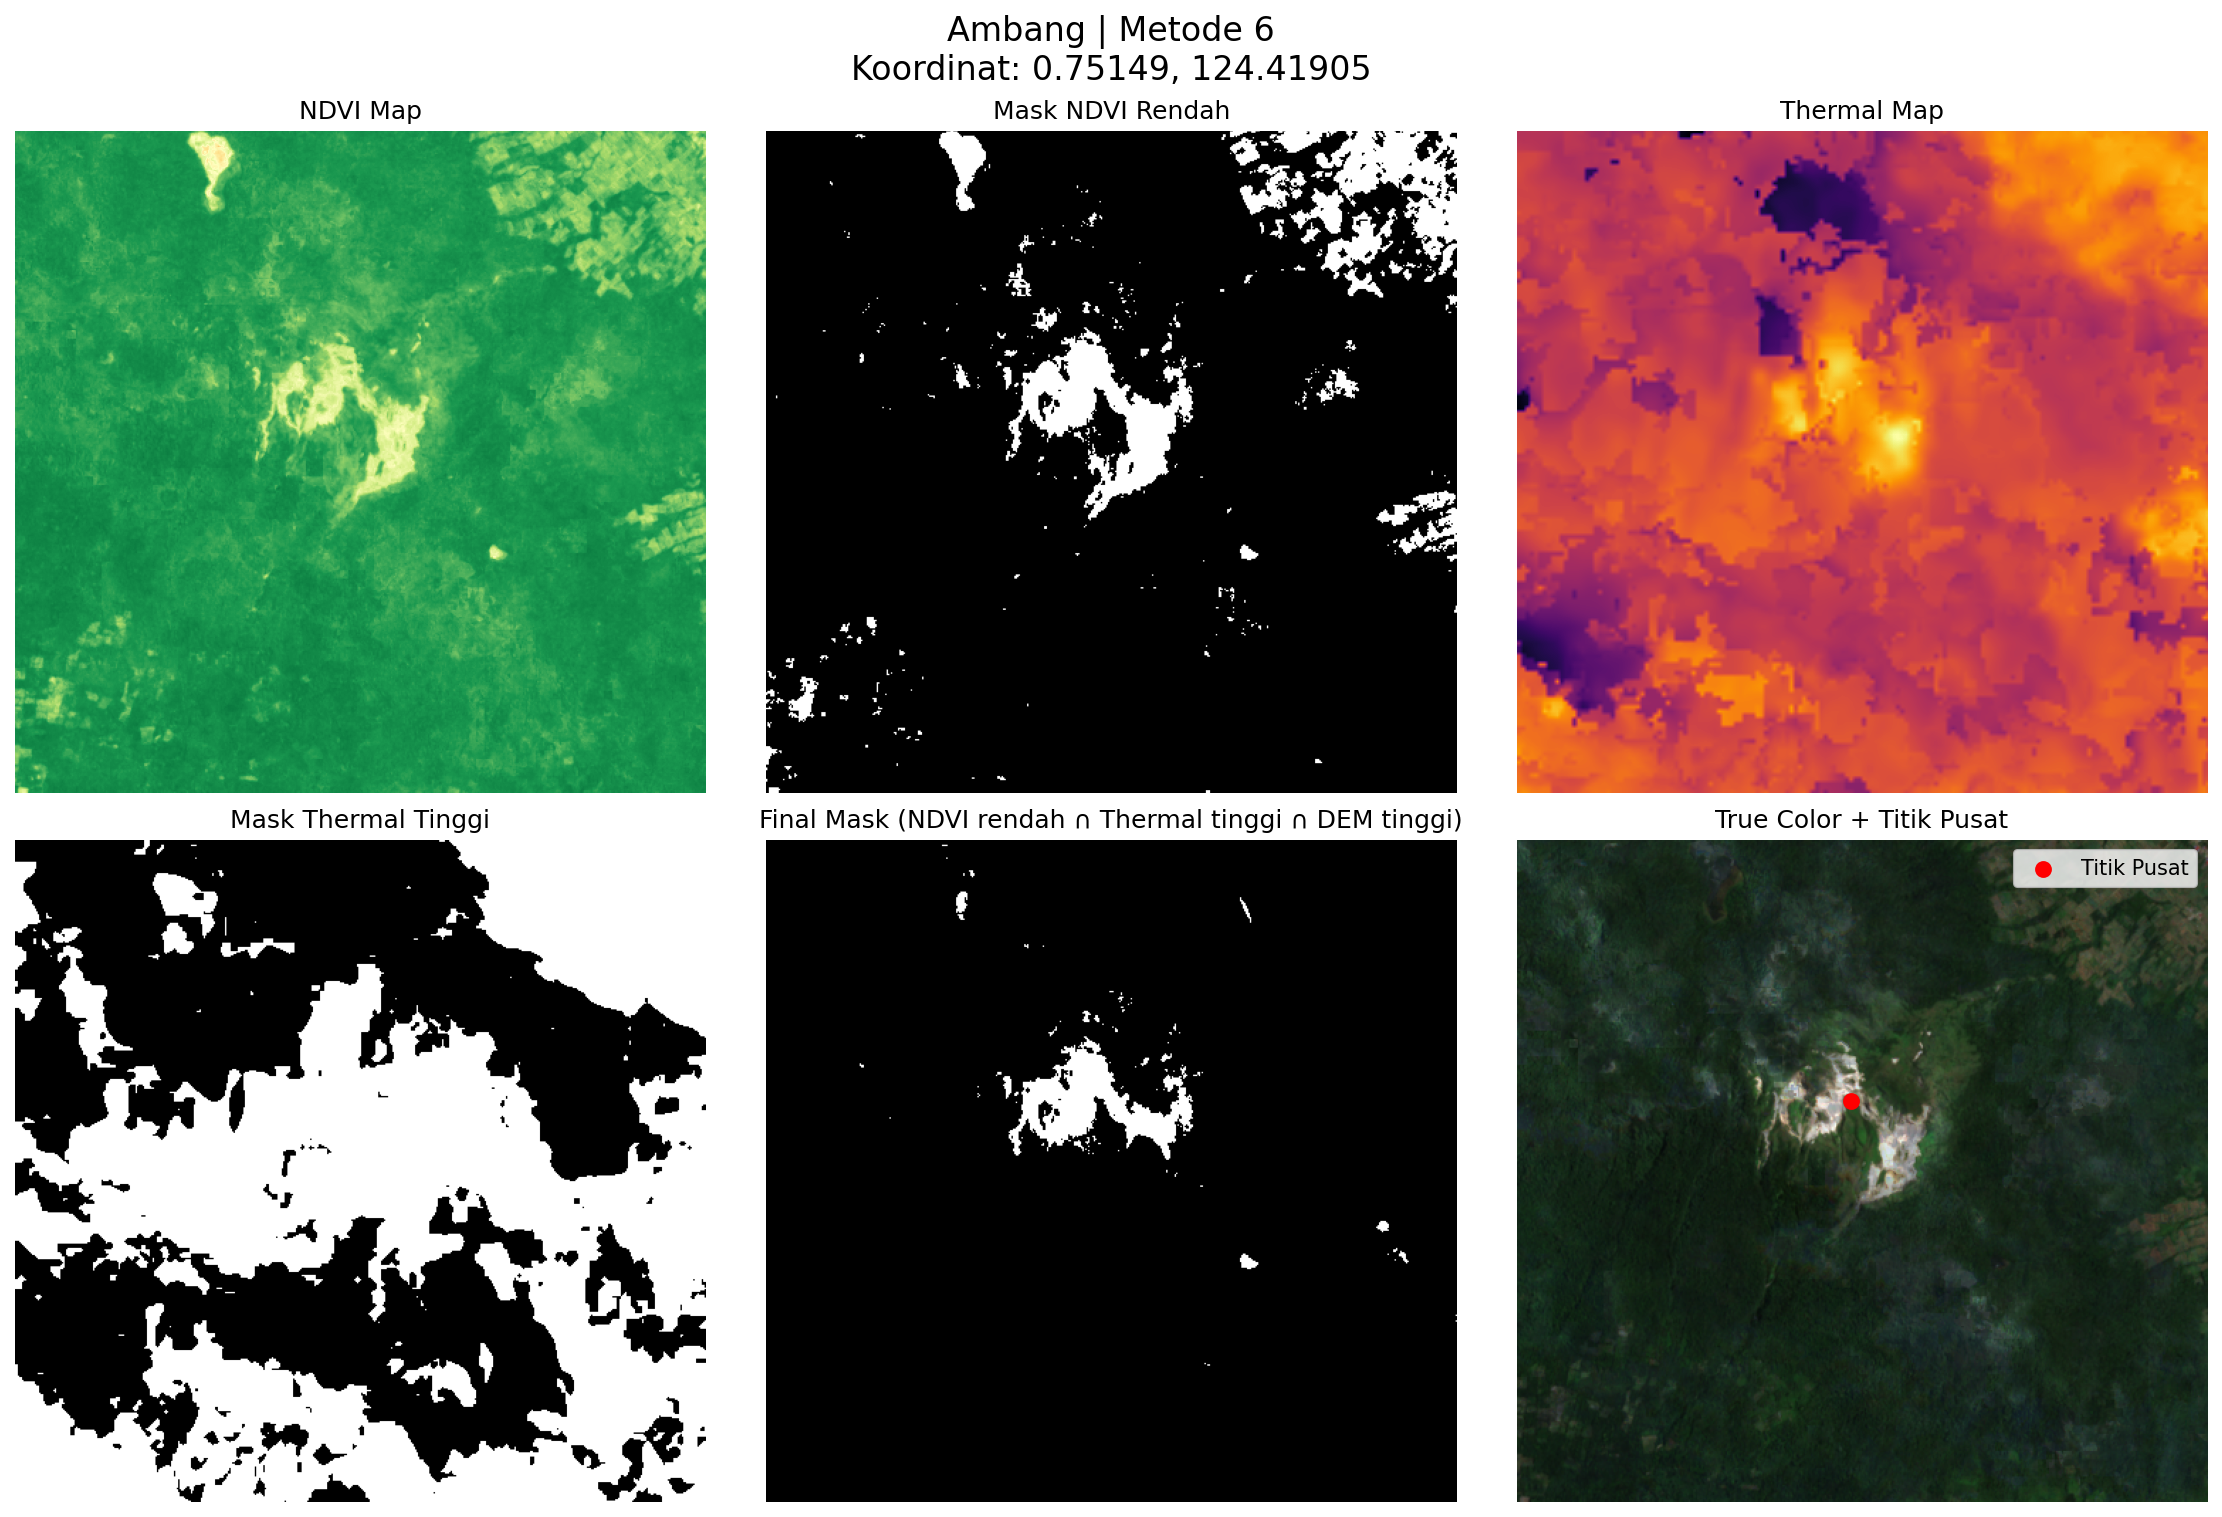 Ambang | Metode 6
Koordinat: 0.75149, 124.41905
NDVI Map
Mask NDVI Rendah
Thermal Map
Mask Thermal Tinggi
Final Mask (NDVI rendah ∩ Thermal tinggi ∩ DEM tinggi)
True Color + Titik Pusat
Titik Pusat